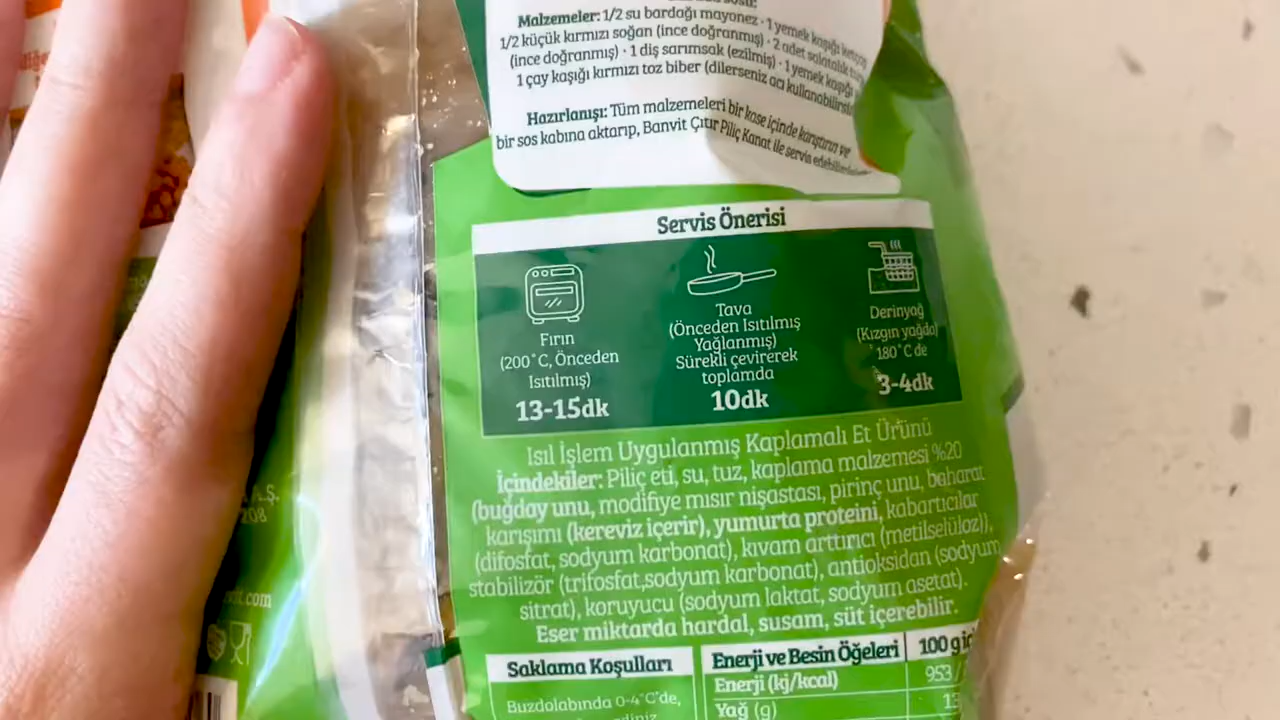 Malzemeler: 1/2 su bardağı mayonez · 1 yemek kaşığı
1/2 küçük kırmızı soğan (ince doğranmış) · 2 adet salatalık
(ince doğranmış) · 1 diş sarımsak (ezilmiş) · 1 yemek kaşığı
1 çay kaşığı kırmızı toz biber (dilerseniz acı kullanabilirsiniz)
Hazırlanışı: Tüm malzemeleri bir kase içinde karıştırın ve
bir sos kabına aktarıp, Banvit Çıtır Piliç Kanat ile servis
Servis Önerisi
Fırın
(200°C, Önceden
Isıtılmış)
13-15dk
Tava
(Önceden Isıtılmış
Yağlanmış)
Sürekli çevirerek
toplamda
10dk
Derinyağ
(Kızgın yağda)
180°C de
3-4dk
Isıl İşlem Uygulanmış Kaplamalı Et Ürünü
İçindekiler: Piliç eti, su, tuz, kaplama malzemesi %20
(buğday unu, modifiye mısır nişastası, pirinç unu, baharat
karışımı (kereviz içerir), yumurta proteini, kabartıcılar
(difosfat, sodyum karbonat), kıvam arttırıcı (metilselüloz)),
stabilizör (trifosfat,sodyum karbonat), antioksidan (sodyum
sitrat), koruyucu (sodyum laktat, sodyum asetat).
Eser miktarda hardal, susam, süt içerebilir.
A.Ş.
208
.com
Saklama Koşulları
Buzdolabında 0-4°C'de,
Enerji ve Besin Öğeleri 100 g
Enerji (kj/kcal) 953 /
Yağ (g)